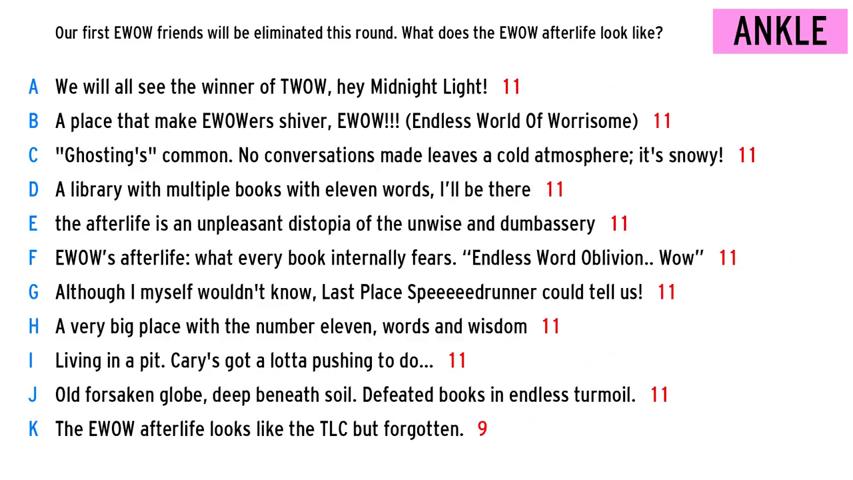 Our first EWOW friends will be eliminated this round. What does the EWOW afterlife look like?
ANKLE
A We will all see the winner of TWOW, hey Midnight Light! 11
B A place that make EWOWers shiver, EWOW!!! (Endless World Of Worrisome) 11
C "Ghosting's" common. No conversations made leaves a cold atmosphere; it's snowy! 11
D A library with multiple books with eleven words, I'll be there 11
E the afterlife is an unpleasant distopia of the unwise and dumbassery 11
F EWOW's afterlife: what every book internally fears. “Endless Word Oblivion.. Wow” 11
G Although I myself wouldn't know, Last Place Speeeeedrunner could tell us! 11
H A very big place with the number eleven, words and wisdom 11
I Living in a pit. Cary's got a lotta pushing to do... 11
J Old forsaken globe, deep beneath soil. Defeated books in endless turmoil. 11
K The EWOW afterlife looks like the TLC but forgotten. 9